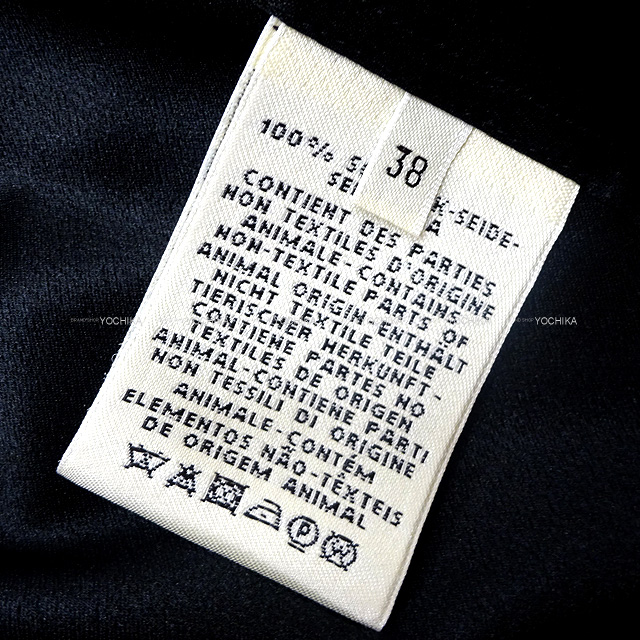 38
100%
K-SEIDE-
CONTIENT DES PARTIES
NON TEXTILES D'ORIGINE
ANIMALE-CONTAINS
NON-TEXTILE PARTS OF
ANIMAL ORIGIN-ENTHÄLT
NICHT TEXTILE TEILE
TIERISCHER HERKUNFT-
CONTIENE PARTES NO
TEXTILES DE ORIGEN
ANIMAL-CONTIENE PARTI
NON TESSILI DI ORIGINE
ANIMALE-CONTÉM
ELEMENTOS NÃO-TÊXTEIS
DE ORIGEM ANIMAL
YOCHIKA
YOCHIKA